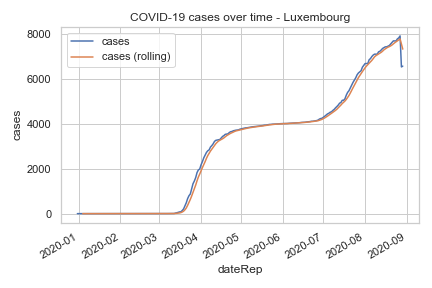 COVID-19 cases over time - Luxembourg
cases
cases (rolling)
8000
6000
4000
2000
0
cases
2020-01
2020-02
2020-03
2020-04
2020-05
2020-06
2020-07
2020-08
2020-09
dateRep